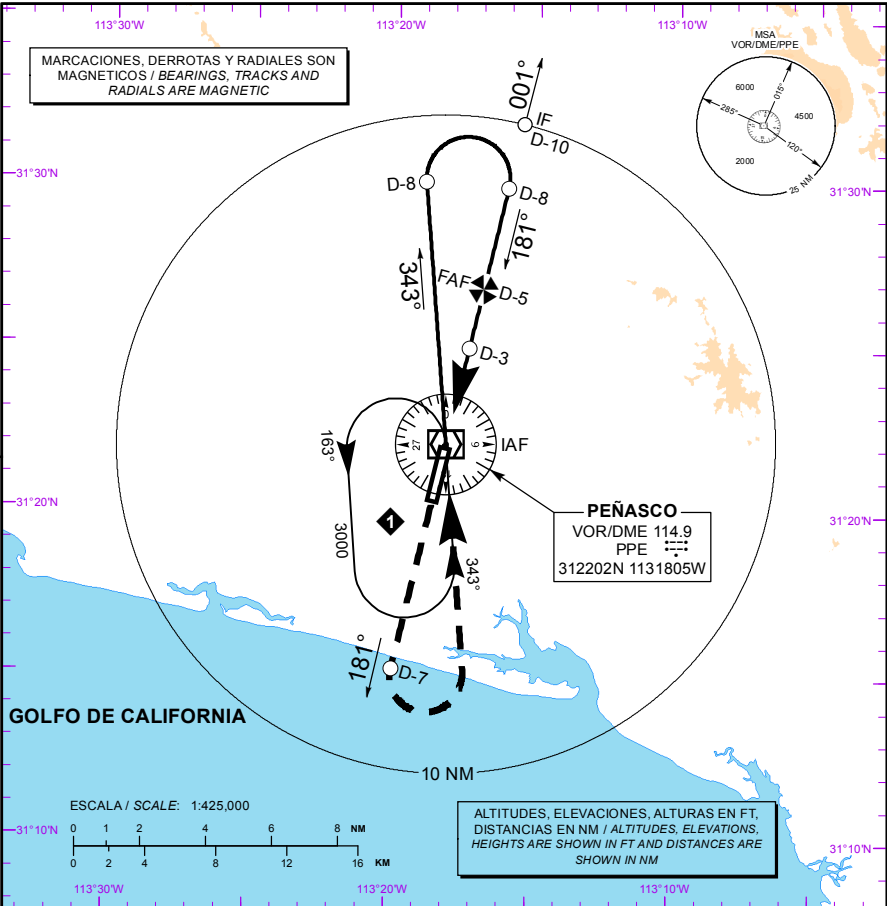 113°30'W
113°20'W
113°10'W
MARCACIONES, DERROTAS Y RADIALES SON
MAGNETICOS / BEARINGS, TRACKS AND
RADIALS ARE MAGNETIC
MSA
VOR/DME/PPE
6000
015°
285°
4500
120°
2000
25 NM
001°
IF
D-10
31°30'N
31°30'N
D-8
D-8
181°
343°
FAF
D-5
D-3
0
27
9
IAF
163°
3000
1
343°
31°20'N
31°20'N
PEÑASCO
VOR/DME 114.9
PPE
312202N 1131805W
181°
D-7
GOLFO DE CALIFORNIA
10 NM
ESCALA / SCALE: 1:425,000
0 1 2 4 6 8 NM
0 2 4 8 12 16 KM
ALTITUDES, ELEVACIONES, ALTURAS EN FT,
DISTANCIAS EN NM / ALTITUDES, ELEVATIONS,
HEIGHTS ARE SHOWN IN FT AND DISTANCES ARE
SHOWN IN NM
31°10'N
31°10'N
113°30'W
113°20'W
113°10'W